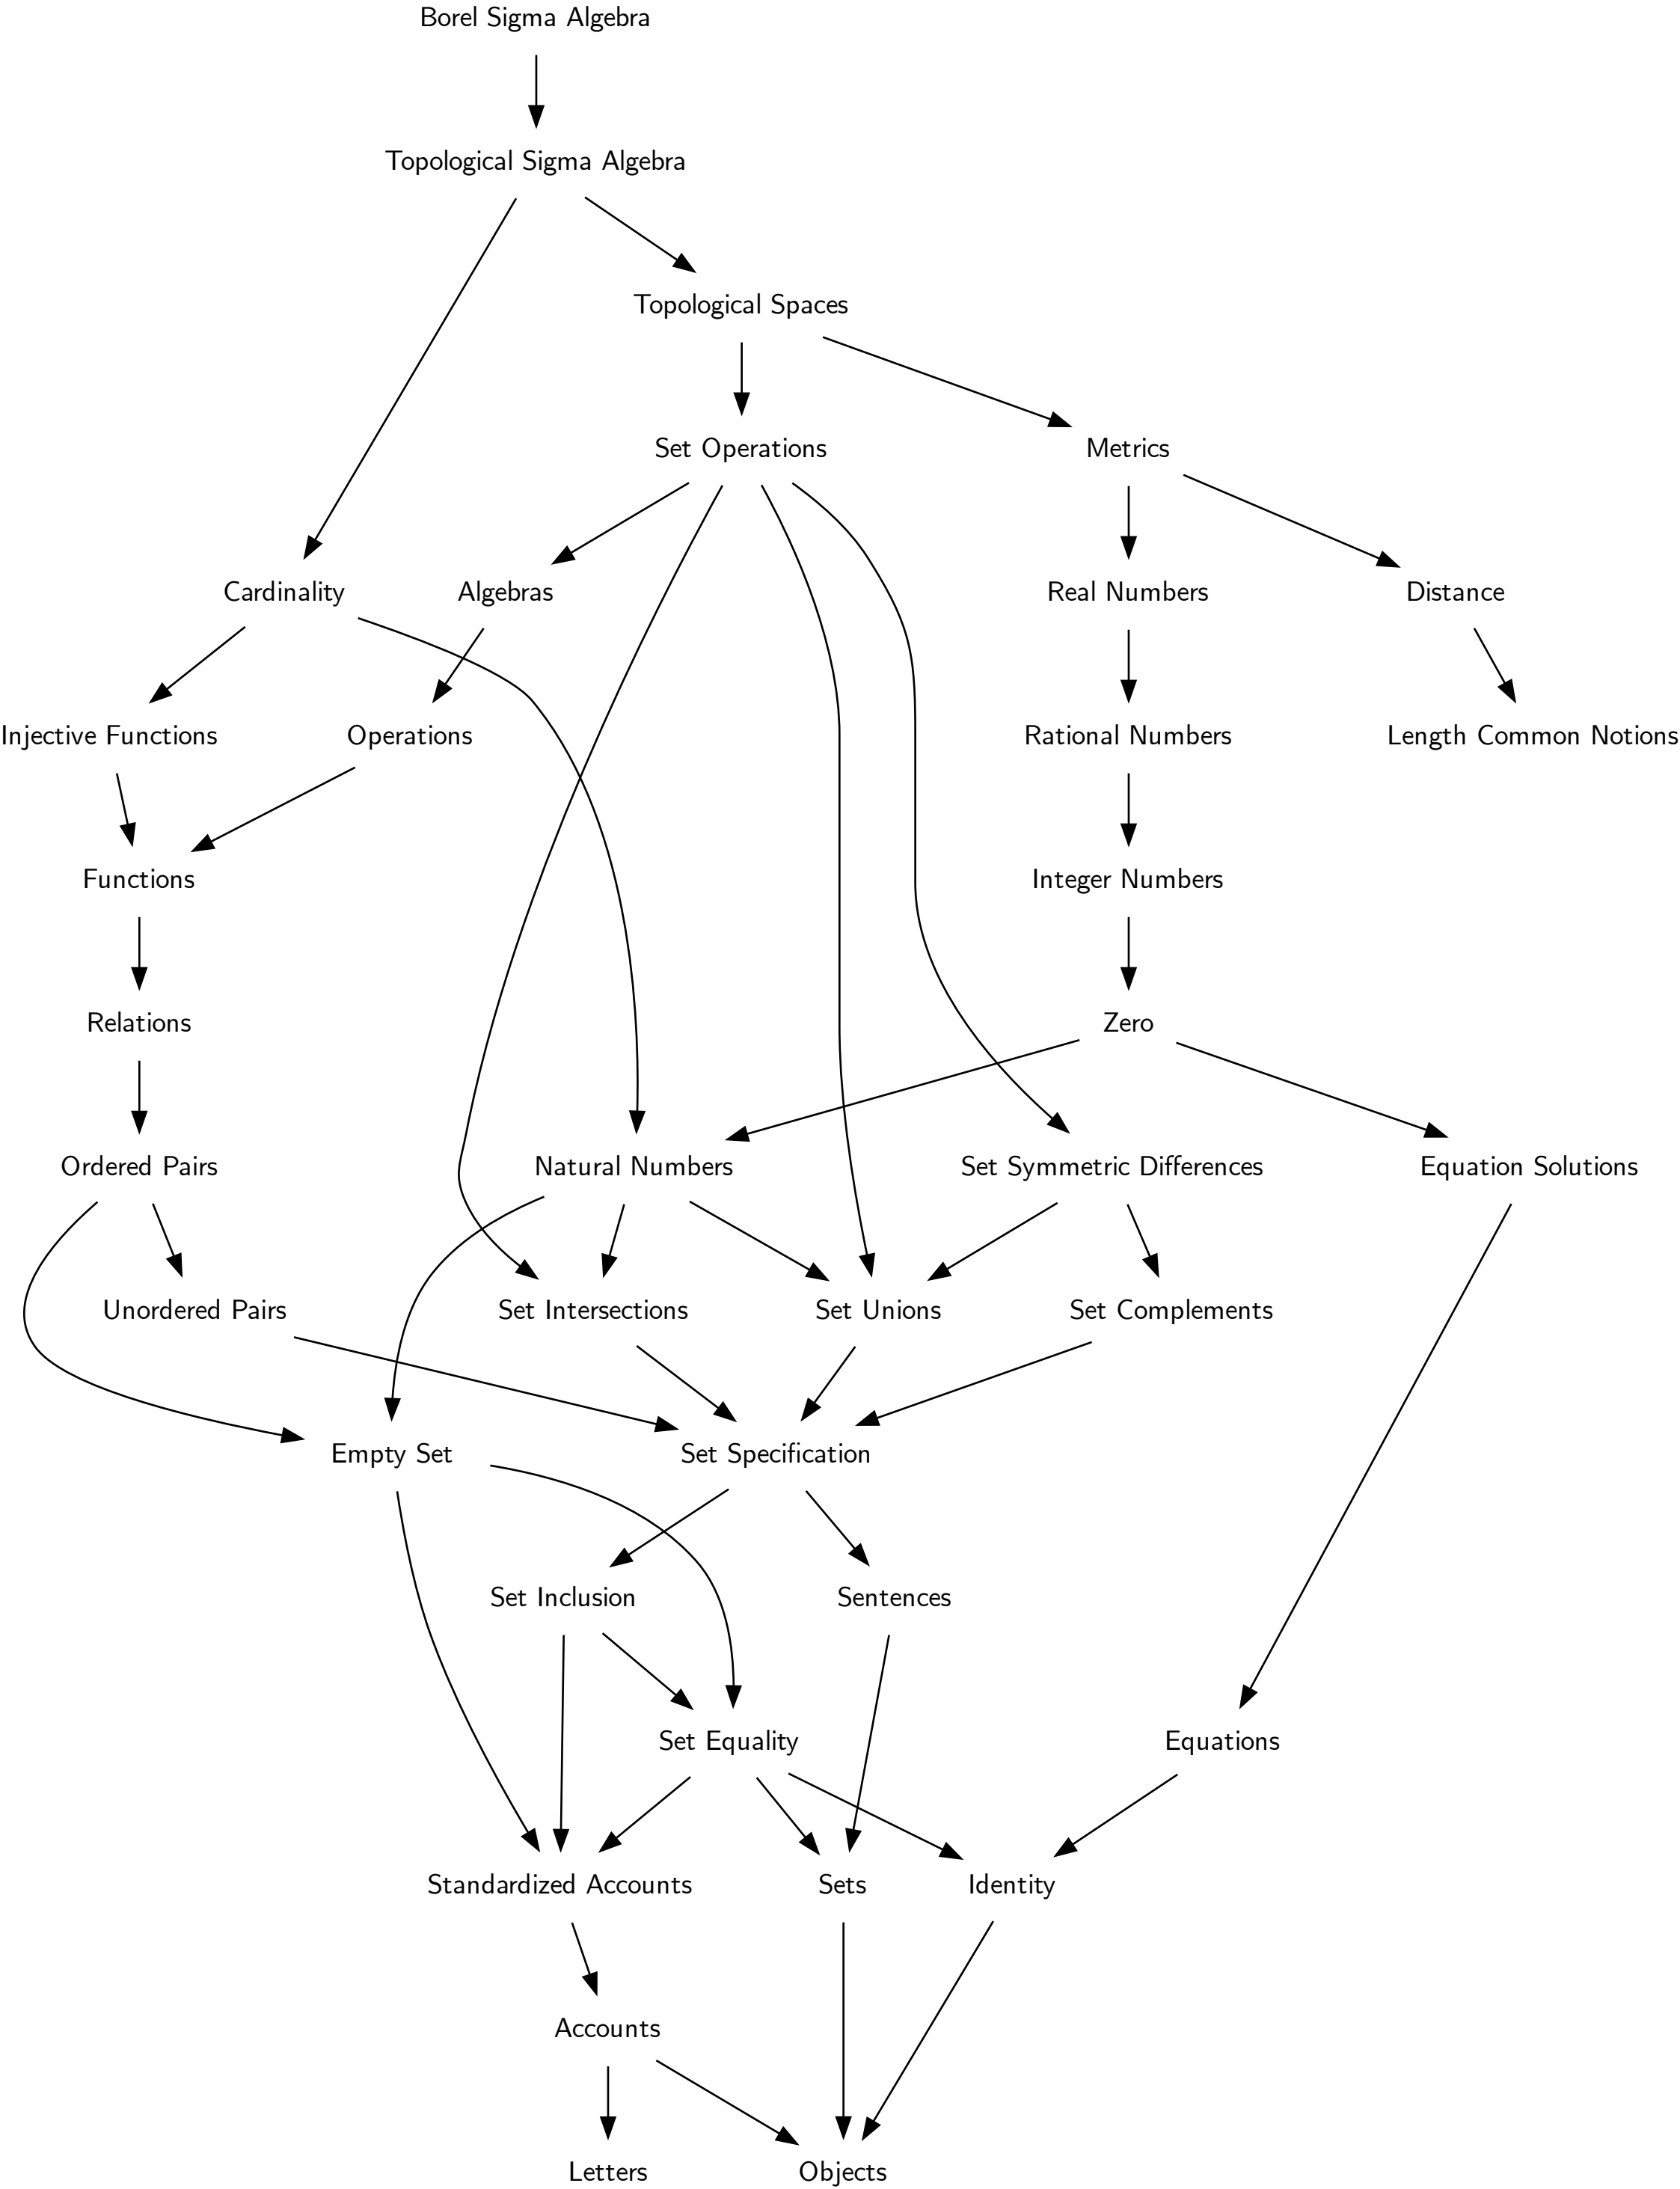 Borel Sigma Algebra
Topological Sigma Algebra
Topological Spaces
Set Operations
Metrics
Cardinality
Algebras
Real Numbers
Distance
Injective Functions
Operations
Rational Numbers
Length Common Notions
Functions
Integer Numbers
Relations
Zero
Ordered Pairs
Natural Numbers
Set Symmetric Differences
Equation Solutions
Unordered Pairs
Set Intersections
Set Unions
Set Complements
Empty Set
Set Specification
Set Inclusion
Sentences
Set Equality
Equations
Standardized Accounts
Sets
Identity
Accounts
Letters
Objects